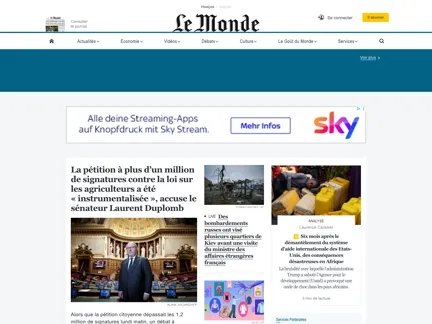 Français
Consulter
le journal
Le Monde
Se connecter
S'abonner
Actualités
Économie
Vidéos
Débats
Culture
Le Goût du Monde
Services
Voir plus
Alle deine Streaming-Apps
auf Knopfdruck mit Sky Stream.
Mehr Infos
sky
La pétition à plus d'un million
de signatures contre la loi sur
les agriculteurs a été
« instrumentalisée », accuse le
sénateur Laurent Duplomb
Alors que la pétition citoyenne dépassait les 1,2
million de signatures lundi matin, un débat à
LIVE Des
bombardements
russes ont visé
plusieurs quartiers de
Kiev avant une visite du
ministre des affaires
étrangères français
ANALYSE
Laurence Caramel
Six mois après le
démantèlement du système
d'aide internationale des Etats-
Unis, des conséquences
désastreuses en Afrique
La brutalité avec laquelle l'administration
Trump a sabré l'Agence pour le
développement (Usaid) a provoqué une
onde de choc dans les pays africains.
Services Partenaires